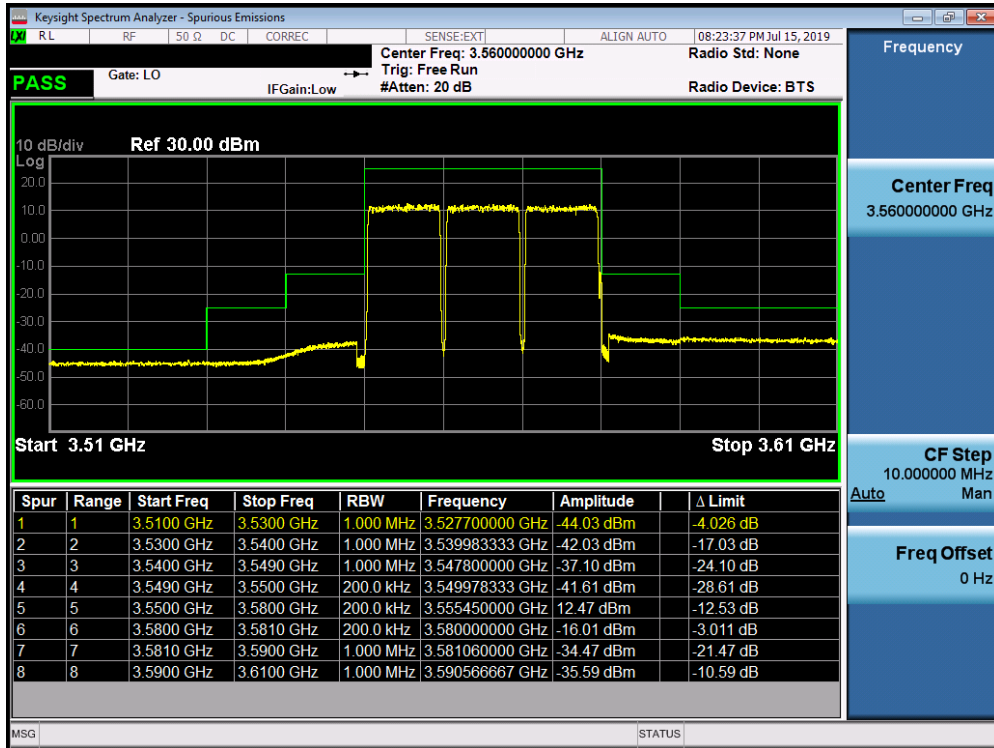 Keysight Spectrum Analyzer - Spurious Emissions
LXI RL RF 50 Ω DC CORREC SENSE:EXT ALIGN AUTO 08:23:37 PM Jul 15, 2019
Center Freq: 3.560000000 GHz Radio Std: None
PASS Gate: LO Trig: Free Run
IFGain:Low #Atten: 20 dB Radio Device: BTS
10 dB/div Ref 30.00 dBm
Log
20.0
10.0
0.00
-10.0
-20.0
-30.0
-40.0
-50.0
-60.0
Start 3.51 GHz Stop 3.61 GHz
Spur Range Start Freq Stop Freq RBW Frequency Amplitude Δ Limit
1 1 3.5100 GHz 3.5300 GHz 1.000 MHz 3.527700000 GHz -44.03 dBm -4.026 dB
2 2 3.5300 GHz 3.5400 GHz 1.000 MHz 3.539983333 GHz -42.03 dBm -17.03 dB
3 3 3.5400 GHz 3.5490 GHz 1.000 MHz 3.547800000 GHz -37.10 dBm -24.10 dB
4 4 3.5490 GHz 3.5500 GHz 200.0 kHz 3.549978333 GHz -41.61 dBm -28.61 dB
5 5 3.5500 GHz 3.5800 GHz 200.0 kHz 3.555450000 GHz 12.47 dBm -12.53 dB
6 6 3.5800 GHz 3.5810 GHz 200.0 kHz 3.580000000 GHz -16.01 dBm -3.011 dB
7 7 3.5810 GHz 3.5900 GHz 1.000 MHz 3.581060000 GHz -34.47 dBm -21.47 dB
8 8 3.5900 GHz 3.6100 GHz 1.000 MHz 3.590566667 GHz -35.59 dBm -10.59 dB
MSG STATUS
Frequency
Center Freq
3.560000000 GHz
CF Step
10.000000 MHz
Auto Man
Freq Offset
0 Hz